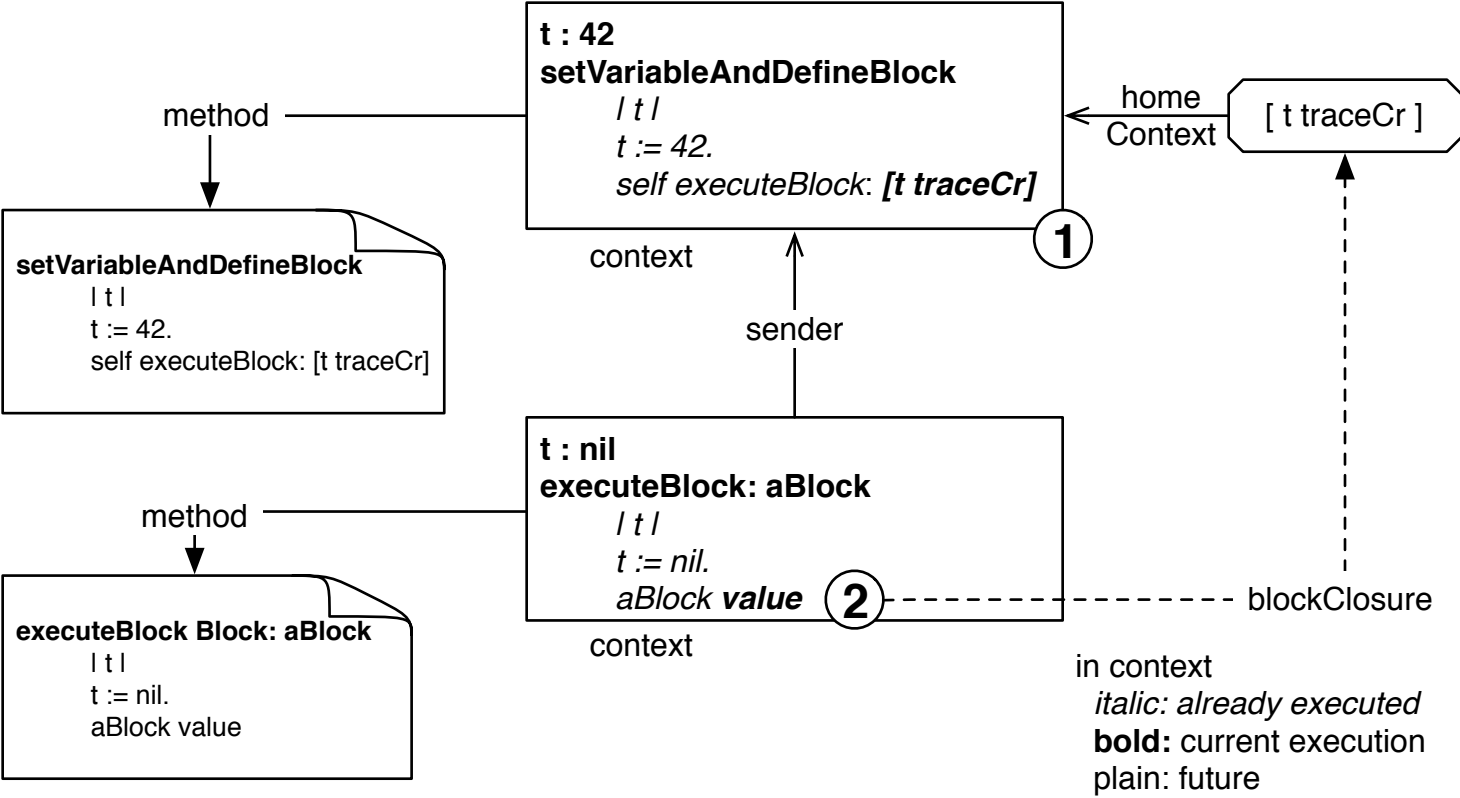 t : 42
setVariableAndDefineBlock
| t |
t := 42.
self executeBlock: [t traceCr]
1
context
method
home
Context
[ t traceCr ]
setVariableAndDefineBlock
| t |
t := 42.
self executeBlock: [t traceCr]
sender
t : nil
executeBlock: aBlock
| t |
t := nil.
aBlock value
2
context
method
blockClosure
executeBlock Block: aBlock
| t |
t := nil.
aBlock value
in context
italic: already executed
bold: current execution
plain: future